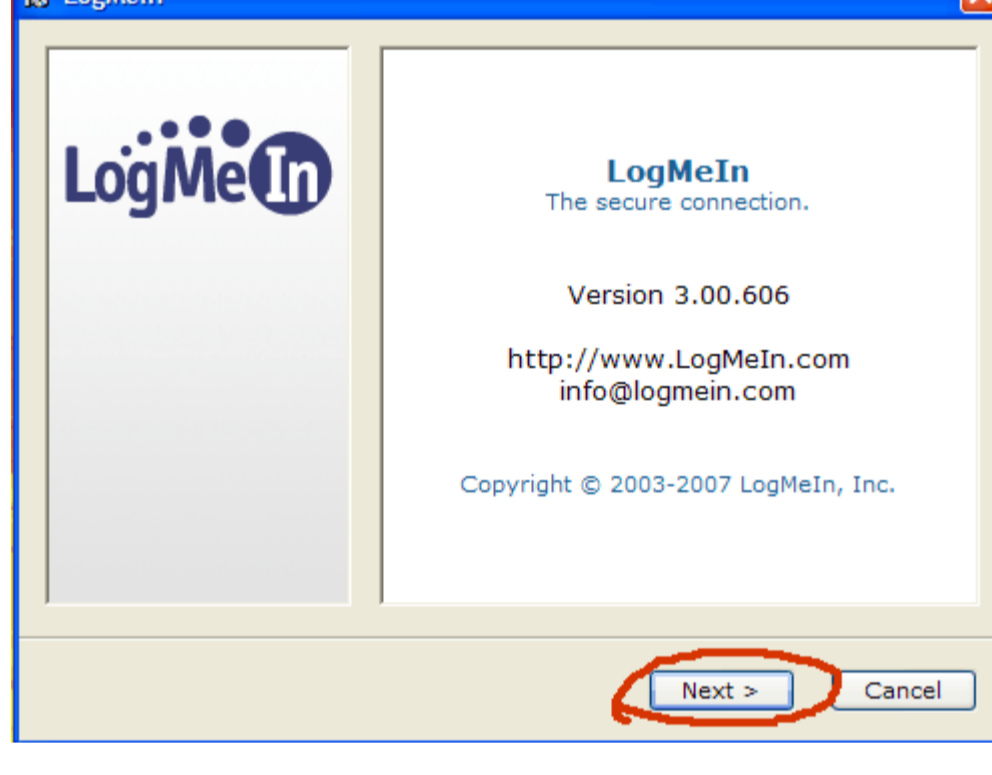 LogMeIn
LogMeIn
LogMeIn
The secure connection.
Version 3.00.606
http://www.LogMeIn.com
info@logmein.com
Copyright © 2003-2007 LogMeIn, Inc.
Next >
Cancel